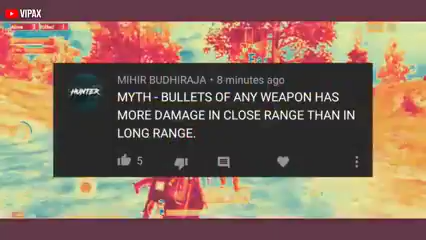 VIPAX
HUNTER
MIHIR BUDHIRAJA • 8 minutes ago
MYTH - BULLETS OF ANY WEAPON HAS
MORE DAMAGE IN CLOSE RANGE THAN IN
LONG RANGE.
5